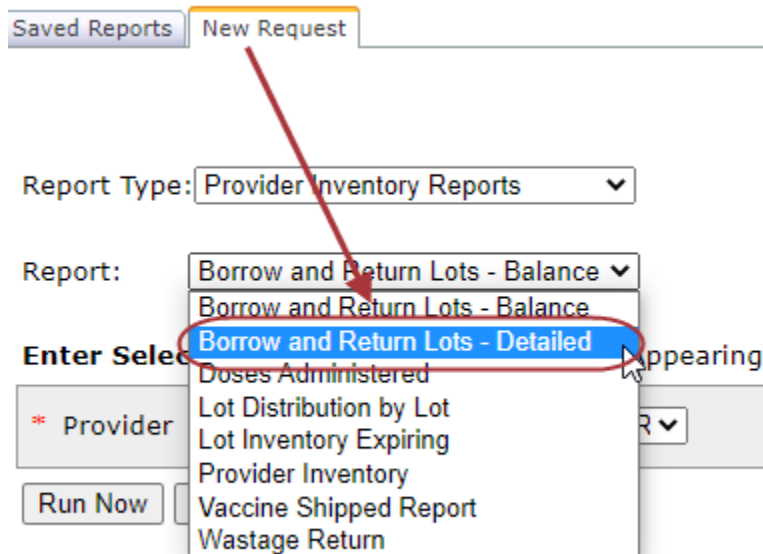 Saved Reports New Request
Report Type: Provider Inventory Reports
Report: Borrow and Return Lots - Balance
Borrow and Return Lots - Balance
Borrow and Return Lots - Detailed
Enter Selec Appearing
Doses Administered
Lot Distribution by Lot
* Provider R
Lot Inventory Expiring
Provider Inventory
Run Now Vaccine Shipped Report
Wastage Return